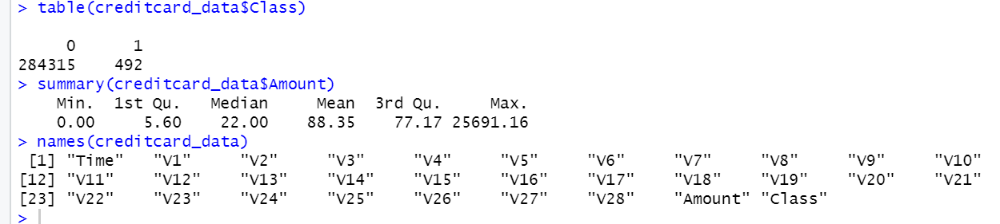 > table(creditcard_data$Class)
0 1
284315 492
> summary(creditcard_data$Amount)
Min. 1st Qu. Median Mean 3rd Qu. Max.
0.00 5.60 22.00 88.35 77.17 25691.16
> names(creditcard_data)
[1] "Time" "V1" "V2" "V3" "V4" "V5" "V6" "V7" "V8" "V9" "V10"
[12] "V11" "V12" "V13" "V14" "V15" "V16" "V17" "V18" "V19" "V20" "V21"
[23] "V22" "V23" "V24" "V25" "V26" "V27" "V28" "Amount" "Class"
>